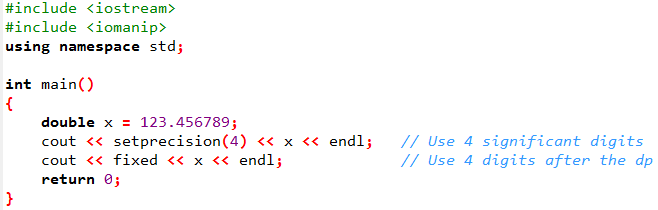 #include <iostream>
#include <iomanip>
using namespace std;
int main()
{
    double x = 123.456789;
    cout << setprecision(4) << x << endl;   // Use 4 significant digits
    cout << fixed << x << endl;             // Use 4 digits after the dp
    return 0;
}